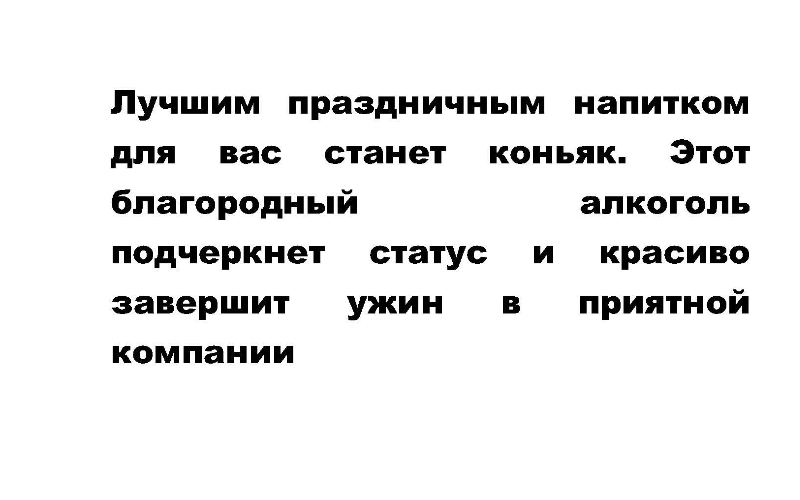 Лучшим праздничным напитком
для вас станет коньяк. Этот
благородный алкоголь
подчеркнет статус и красиво
завершит ужин в приятной
компании